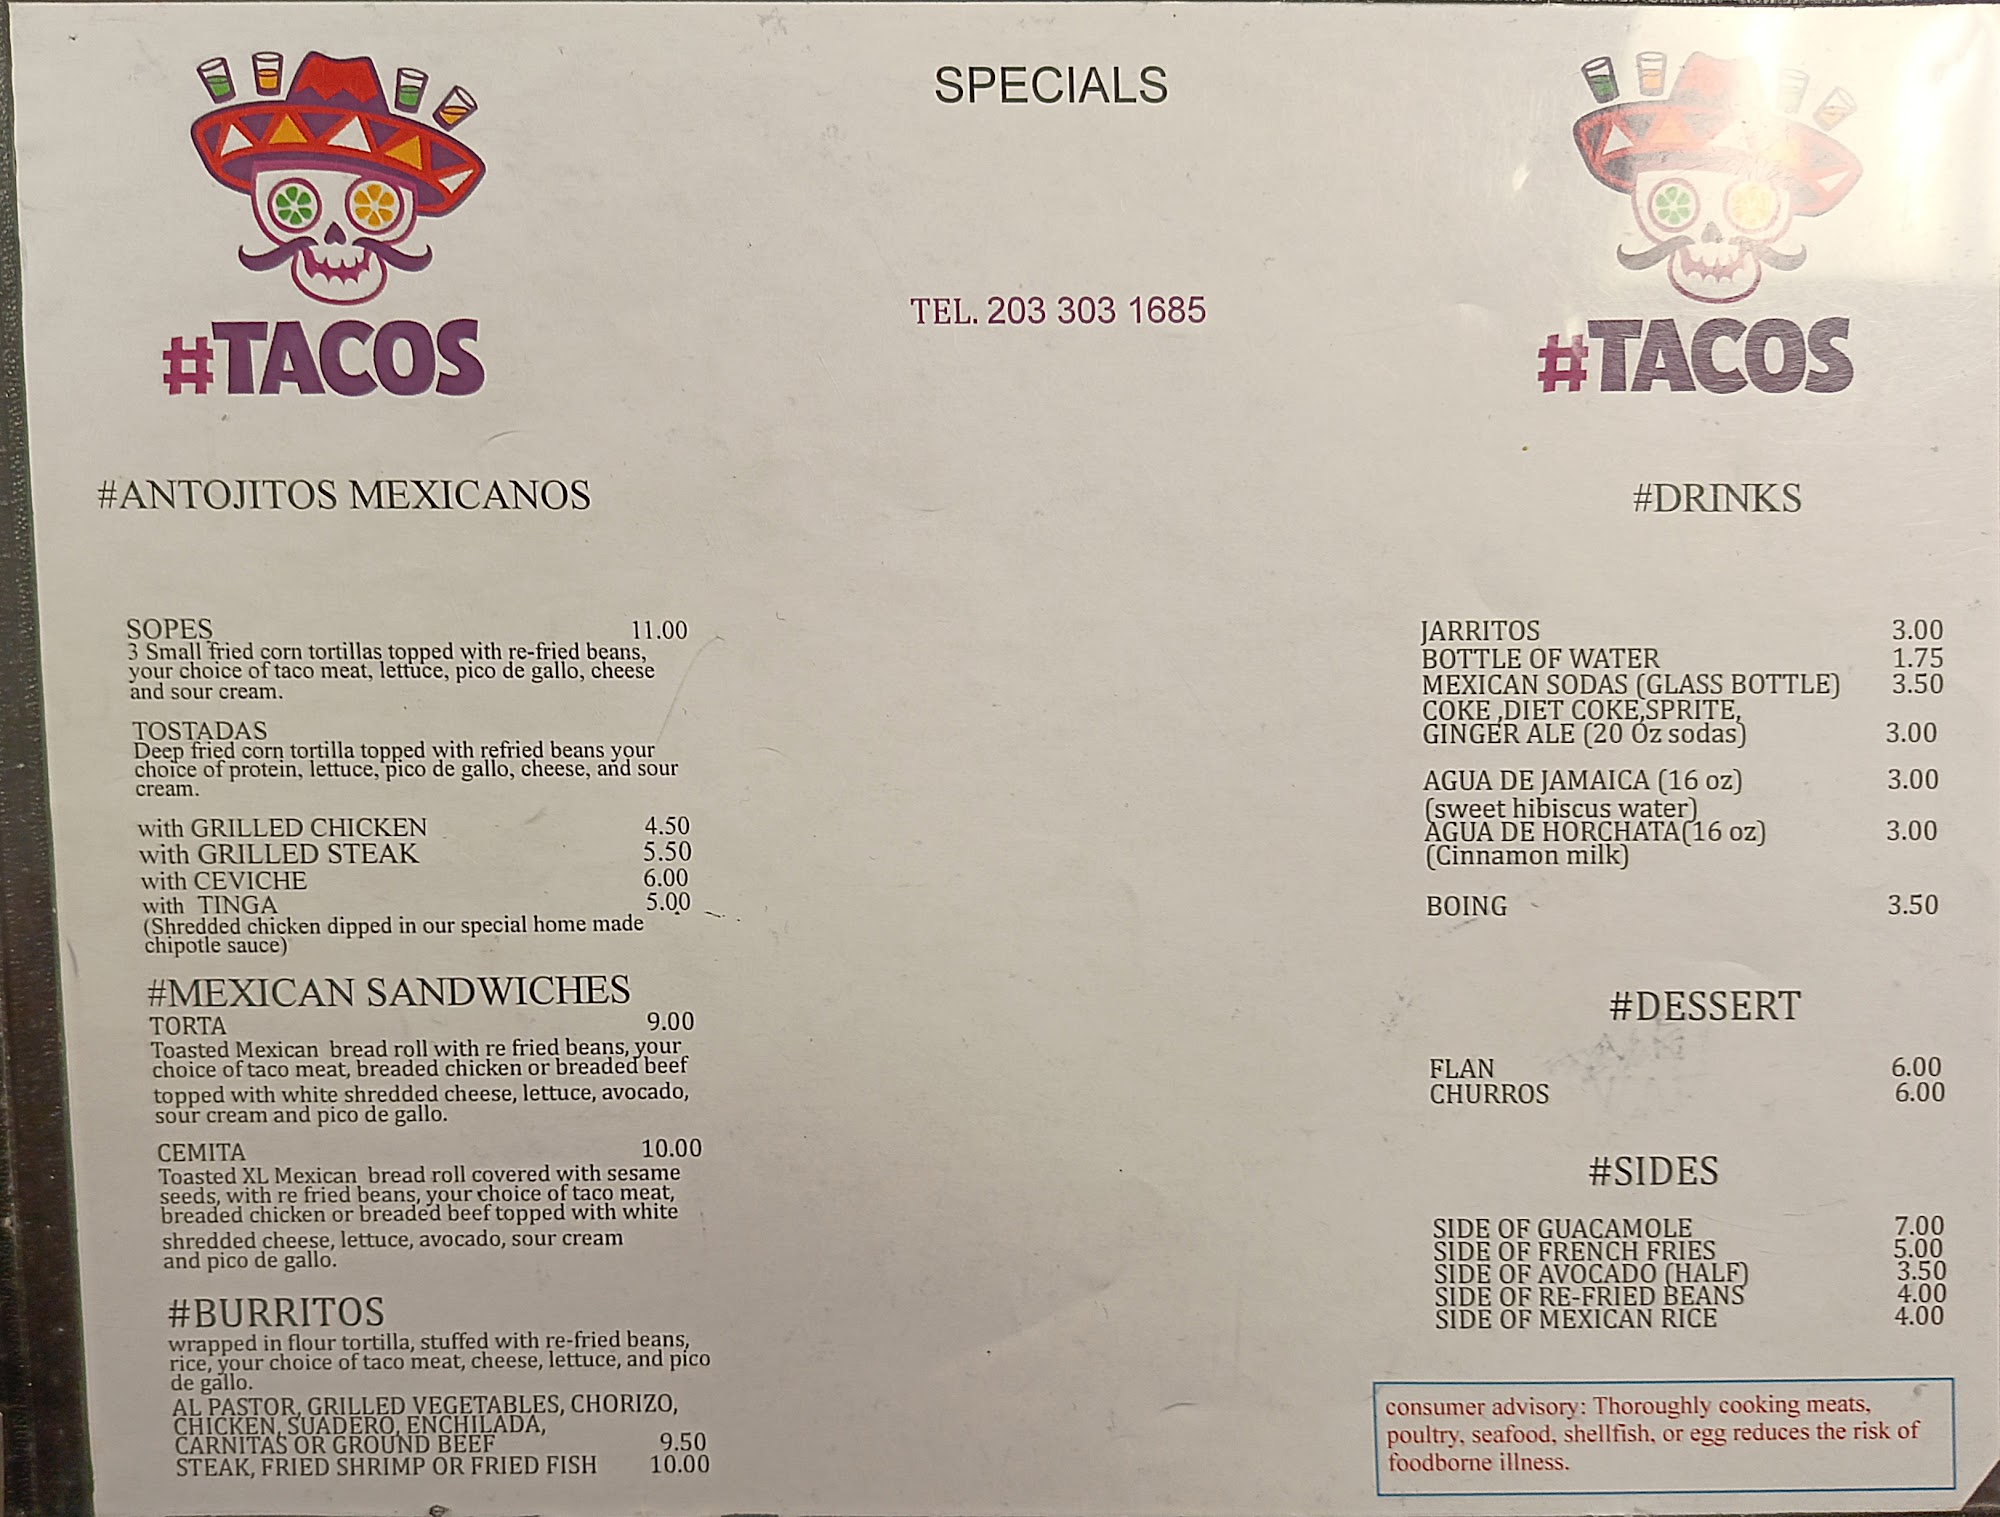 #TACOS
#ANTOJITOS MEXICANOS
SOPES 11.00
3 Small fried corn tortillas topped with re-fried beans,
your choice of taco meat, lettuce, pico de gallo, cheese
and sour cream.
TOSTADAS
Deep fried corn tortilla topped with refried beans your
choice of protein, lettuce, pico de gallo, cheese, and sour
cream.
with GRILLED CHICKEN 4.50
with GRILLED STEAK 5.50
with CEVICHE 6.00
with TINGA 5.00
(Shredded chicken dipped in our special home made
chipotle sauce)
#MEXICAN SANDWICHES
TORTA 9.00
Toasted Mexican bread roll with re fried beans, your
choice of taco meat, breaded chicken or breaded beef
topped with white shredded cheese, lettuce, avocado,
sour cream and pico de gallo.
CEMITA 10.00
Toasted XL Mexican bread roll covered with sesame
seeds, with re fried beans, your choice of taco meat,
breaded chicken or breaded beef topped with white
shredded cheese, lettuce, avocado, sour cream
and pico de gallo.
#BURRITOS
wrapped in flour tortilla, stuffed with re-fried beans,
rice, your choice of taco meat, cheese, lettuce, and pico
de gallo.
AL PASTOR, GRILLED VEGETABLES, CHORIZO,
CHICKEN, SUADERO, ENCHILADA,
CARNITAS OR GROUND BEEF 9.50
STEAK, FRIED SHRIMP OR FRIED FISH 10.00
SPECIALS
TEL. 203 303 1685
#TACOS
#DRINKS
JARRITOS 3.00
BOTTLE OF WATER 1.75
MEXICAN SODAS (GLASS BOTTLE) 3.50
COKE ,DIET COKE,SPRITE,
GINGER ALE (20 Oz sodas) 3.00
AGUA DE JAMAICA (16 oz) 3.00
(sweet hibiscus water)
AGUA DE HORCHATA(16 oz) 3.00
(Cinnamon milk)
BOING 3.50
#DESSERT
FLAN 6.00
CHURROS 6.00
#SIDES
SIDE OF GUACAMOLE 7.00
SIDE OF FRENCH FRIES 5.00
SIDE OF AVOCADO (HALF) 3.50
SIDE OF RE-FRIED BEANS 4.00
SIDE OF MEXICAN RICE 4.00
consumer advisory: Thoroughly cooking meats,
poultry, seafood, shellfish, or egg reduces the risk of
foodborne illness.